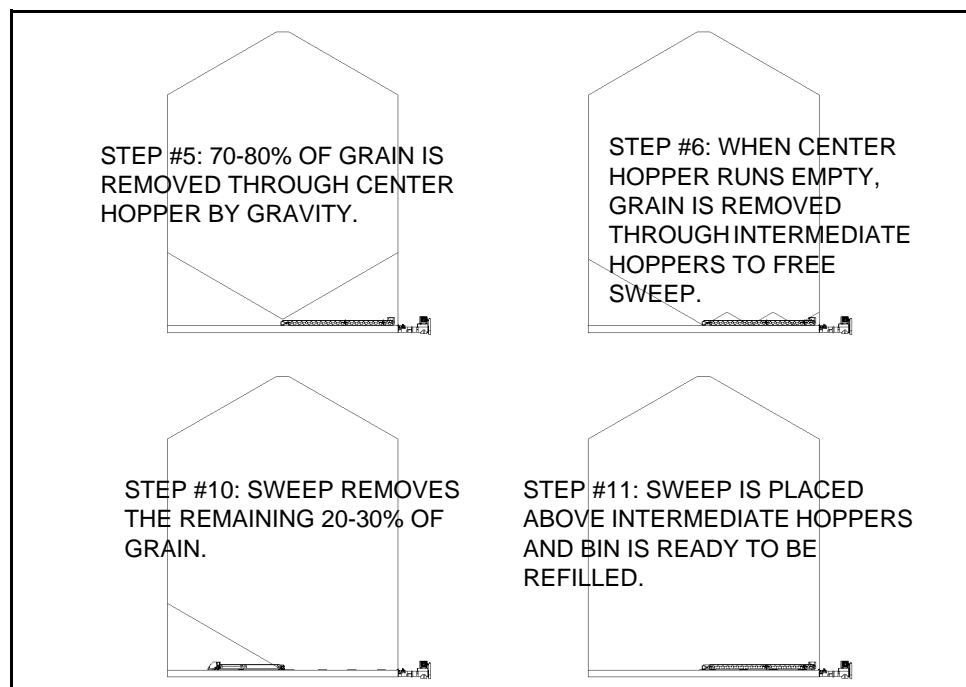 STEP #5: 70-80% OF GRAIN IS
REMOVED THROUGH CENTER
HOPPER BY GRAVITY.
STEP #6: WHEN CENTER
HOPPER RUNS EMPTY,
GRAIN IS REMOVED
THROUGH INTERMEDIATE
HOPPERS TO FREE
SWEEP.
STEP #10: SWEEP REMOVES
THE REMAINING 20-30% OF
GRAIN.
STEP #11: SWEEP IS PLACED
ABOVE INTERMEDIATE HOPPERS
AND BIN IS READY TO BE
REFILLED.